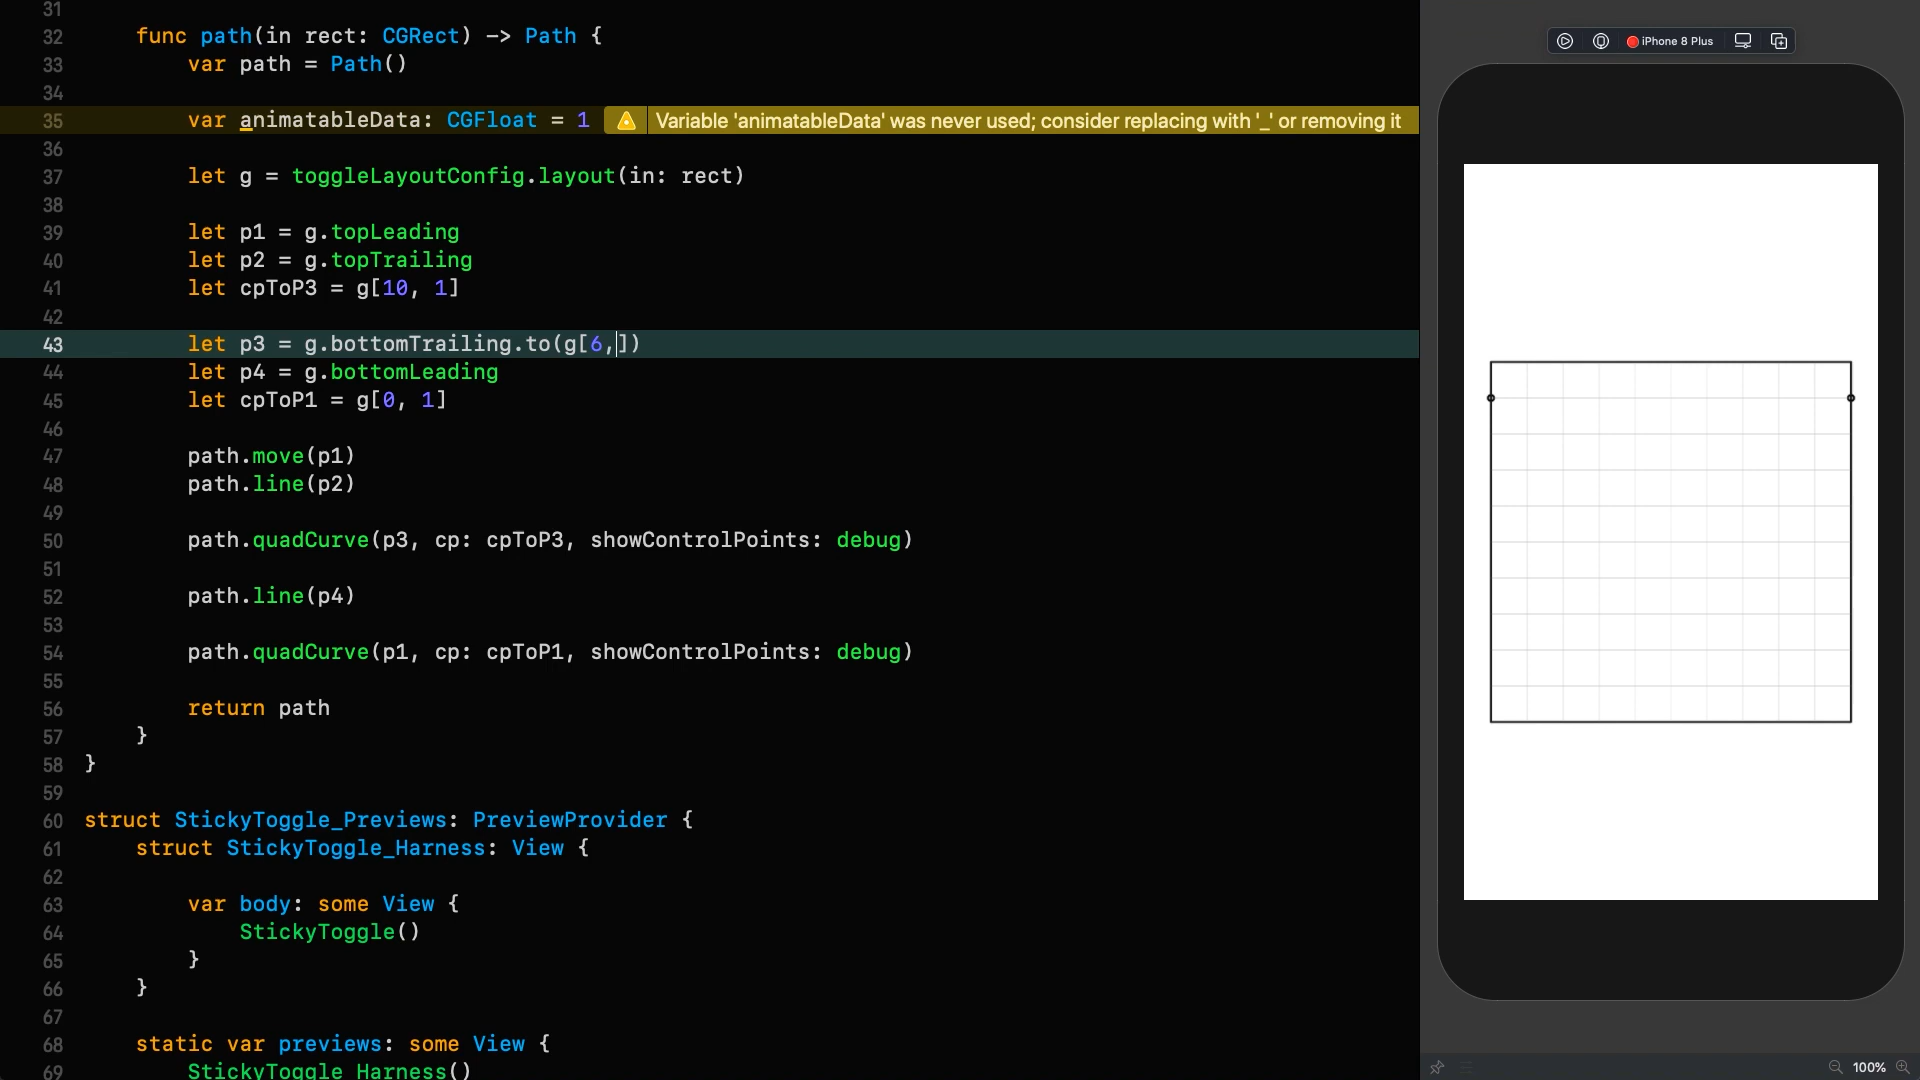 31
32 func path(in rect: CGRect) -> Path {
33 var path = Path()
34
35 var animatableData: CGFloat = 1 Variable 'animatableData' was never used; consider replacing with '_' or removing it
36
37 let g = toggleLayoutConfig.layout(in: rect)
38
39 let p1 = g.topLeading
40 let p2 = g.topTrailing
41 let cpToP3 = g[10, 1]
42
43 let p3 = g.bottomTrailing.to(g[6,])
44 let p4 = g.bottomLeading
45 let cpToP1 = g[0, 1]
46
47 path.move(p1)
48 path.line(p2)
49
50 path.quadCurve(p3, cp: cpToP3, showControlPoints: debug)
51
52 path.line(p4)
53
54 path.quadCurve(p1, cp: cpToP1, showControlPoints: debug)
55
56 return path
57 }
58 }
59
60 struct StickyToggle_Previews: PreviewProvider {
61 struct StickyToggle_Harness: View {
62
63 var body: some View {
64 StickyToggle()
65 }
66 }
67
68 static var previews: some View {
69 StickyToggle_Harness()
iPhone 8 Plus
100%